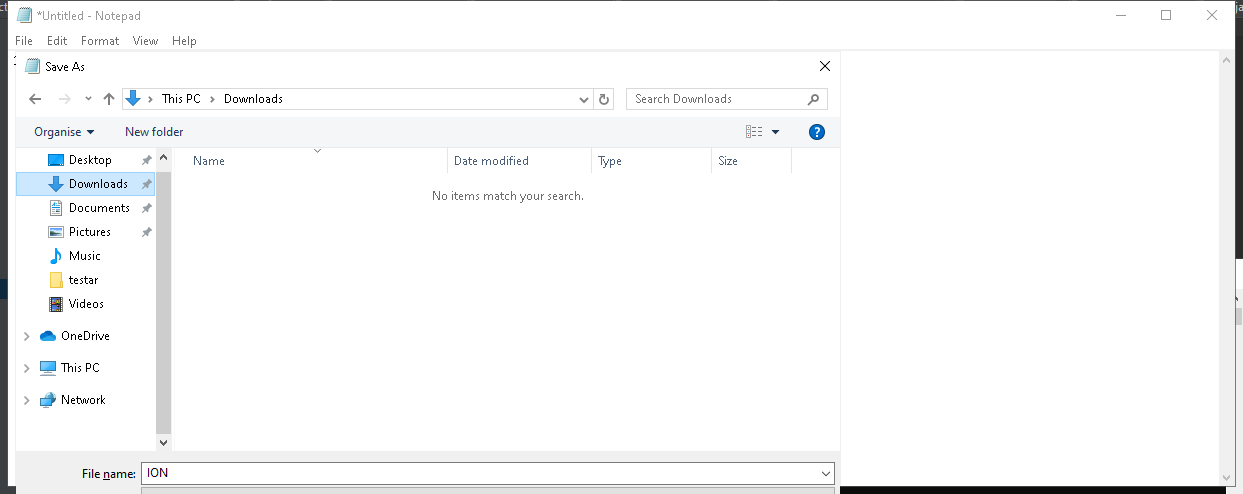 *Untitled - Notepad
File Edit Format View Help
Save As
This PC Downloads
Search Downloads
Organise New folder
Name Date modified Type Size
No items match your search.
Desktop
Downloads
Documents
Pictures
Music
testar
Videos
OneDrive
This PC
Network
File name: ION